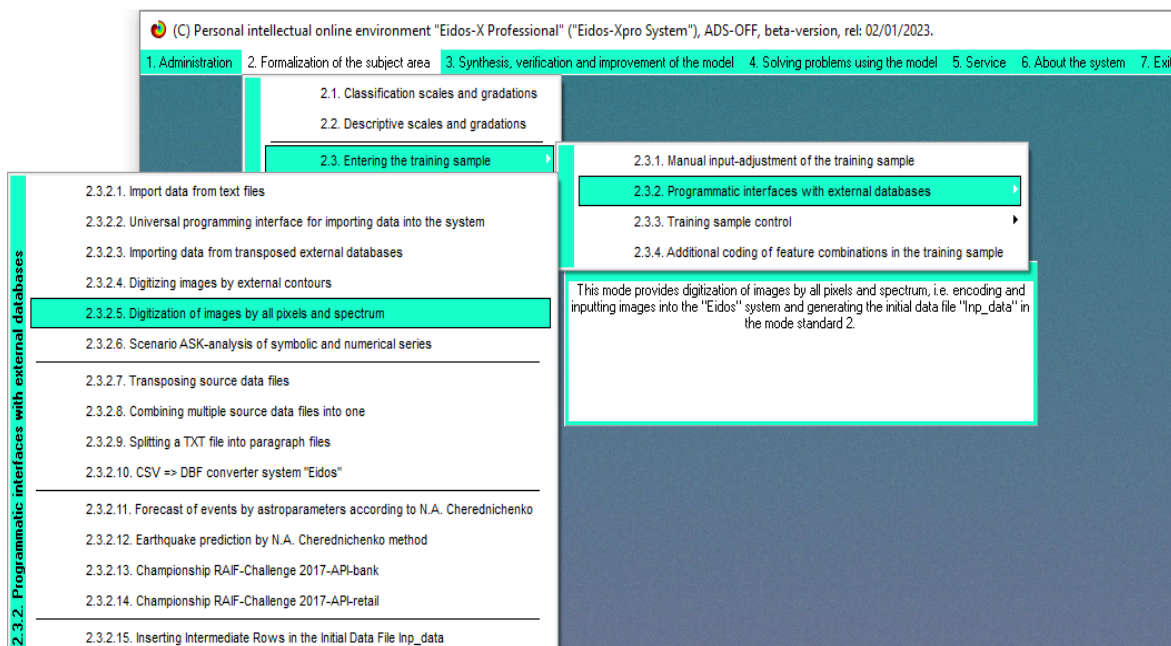 (C) Personal intellectual online environment "Eidos-X Professional" ("Eidos-Xpro System"), ADS-OFF, beta-version, rel: 02/01/2023.
1. Administration 2. Formalization of the subject area 3. Synthesis, verification and improvement of the model 4. Solving problems using the model 5. Service 6. About the system 7. Exit
2.1. Classification scales and gradations
2.2. Descriptive scales and gradations
2.3. Entering the training sample
2.3.1. Manual input-adjustment of the training sample
2.3.2. Programmatic interfaces with external databases
2.3.3. Training sample control
2.3.4. Additional coding of feature combinations in the training sample
This mode provides digitization of images by all pixels and spectrum, i.e. encoding and
inputting images into the "Eidos" system and generating the initial data file "Inp_data" in
the mode standard 2.
2.3.2. Programmatic interfaces with external databases
2.3.2.1. Import data from text files
2.3.2.2. Universal programming interface for importing data into the system
2.3.2.3. Importing data from transposed external databases
2.3.2.4. Digitizing images by external contours
2.3.2.5. Digitization of images by all pixels and spectrum
2.3.2.6. Scenario ASK-analysis of symbolic and numerical series
2.3.2.7. Transposing source data files
2.3.2.8. Combining multiple source data files into one
2.3.2.9. Splitting a TXT file into paragraph files
2.3.2.10. CSV => DBF converter system "Eidos"
2.3.2.11. Forecast of events by astroparameters according to N.A. Cherednichenko
2.3.2.12. Earthquake prediction by N.A. Cherednichenko method
2.3.2.13. Championship RAIF-Challenge 2017-API-bank
2.3.2.14. Championship RAIF-Challenge 2017-API-retail
2.3.2.15. Inserting Intermediate Rows in the Initial Data File Inp_data